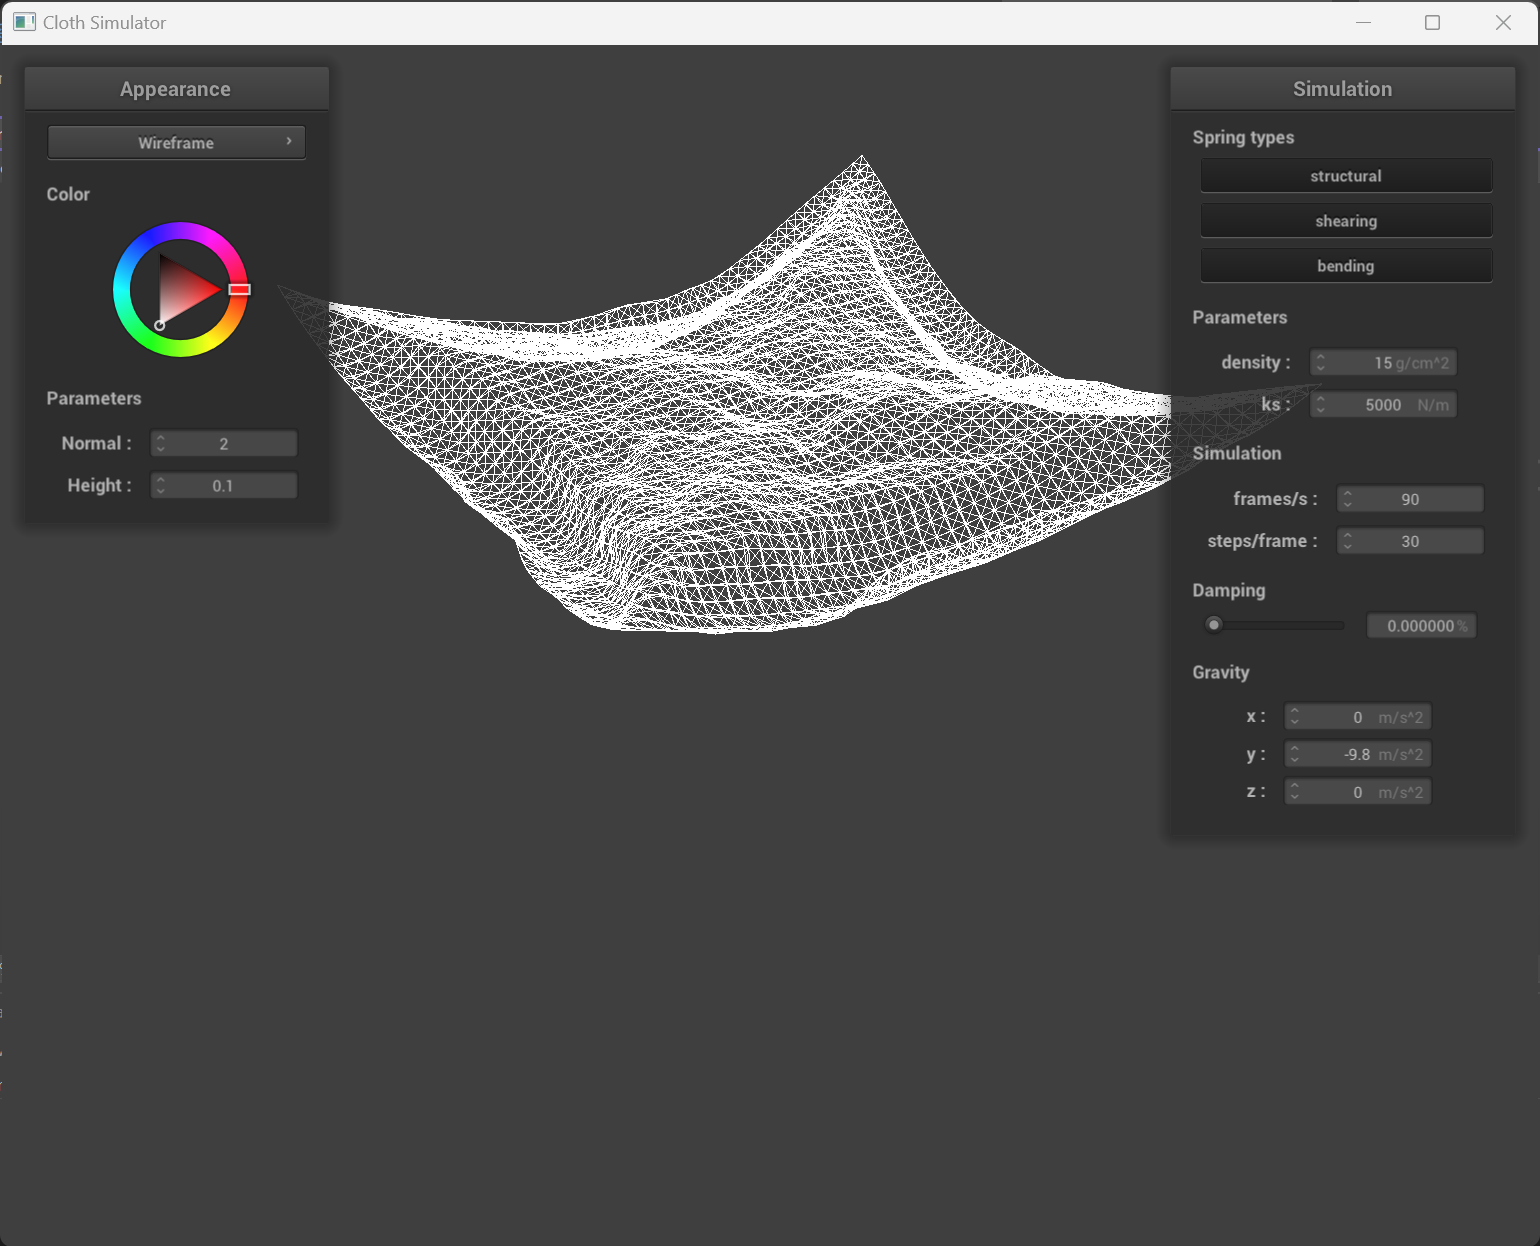 Cloth Simulator
Appearance
Wireframe
Color
Parameters
Normal : 2
Height : 0.1
Simulation
Spring types
structural
shearing
bending
Parameters
density : 15 g/cm^2
ks : 5000 N/m
Simulation
frames/s : 90
steps/frame : 30
Damping
0.000000 %
Gravity
x : 0 m/s^2
y : -9.8 m/s^2
z : 0 m/s^2